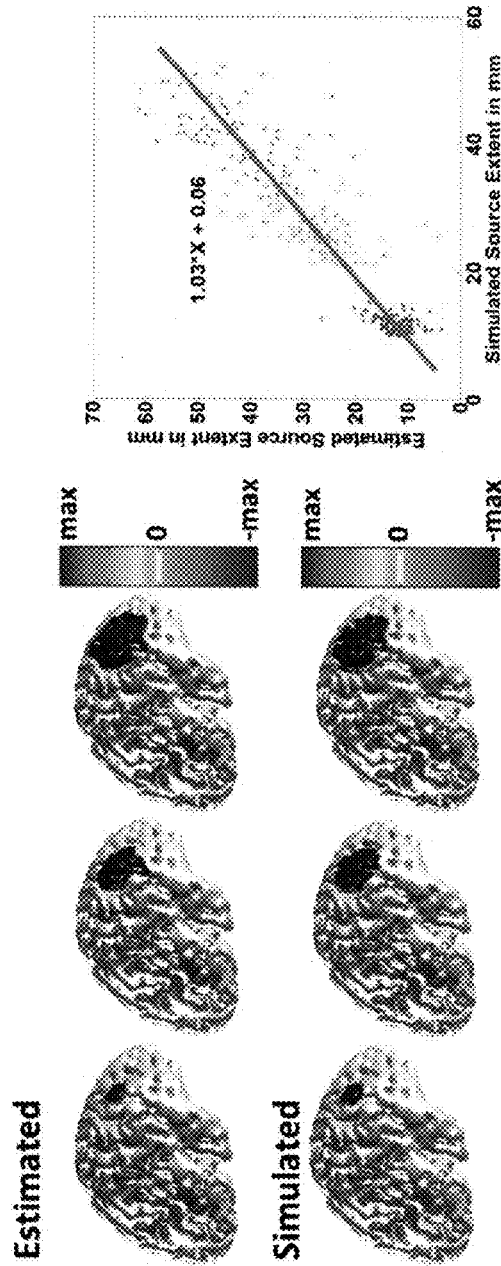 Estimated
max
0
-max
Simulated
max
0
-max
70
60
50
40
30
20
10
0
Estimated Source Extent in mm
1.03*X + 0.06
0
20
40
60
Simulated Source Extent in mm